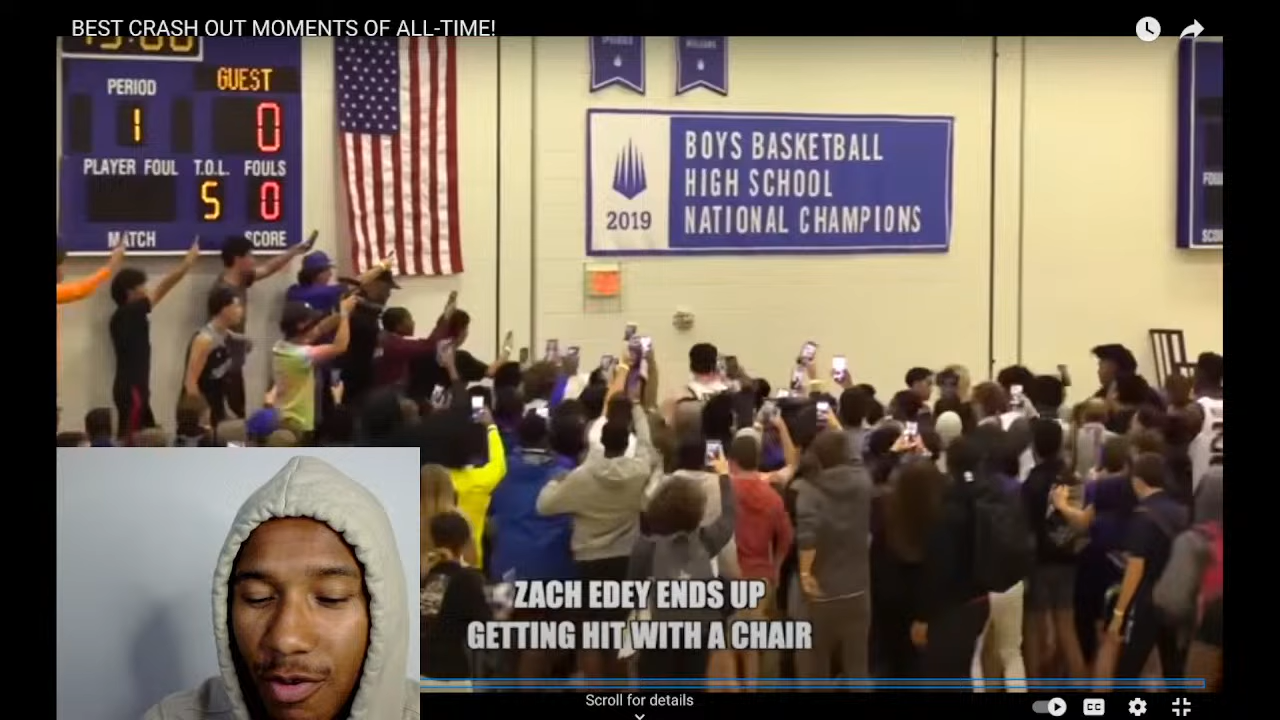 BEST CRASH OUT MOMENTS OF ALL-TIME!
PERIOD
GUEST
1
0
PLAYER FOUL
T.O.L.
FOULS
5
0
MATCH
SCORE
BOYS BASKETBALL
HIGH SCHOOL
NATIONAL CHAMPIONS
2019
ZACH EDEY ENDS UP
GETTING HIT WITH A CHAIR
Scroll for details
CC